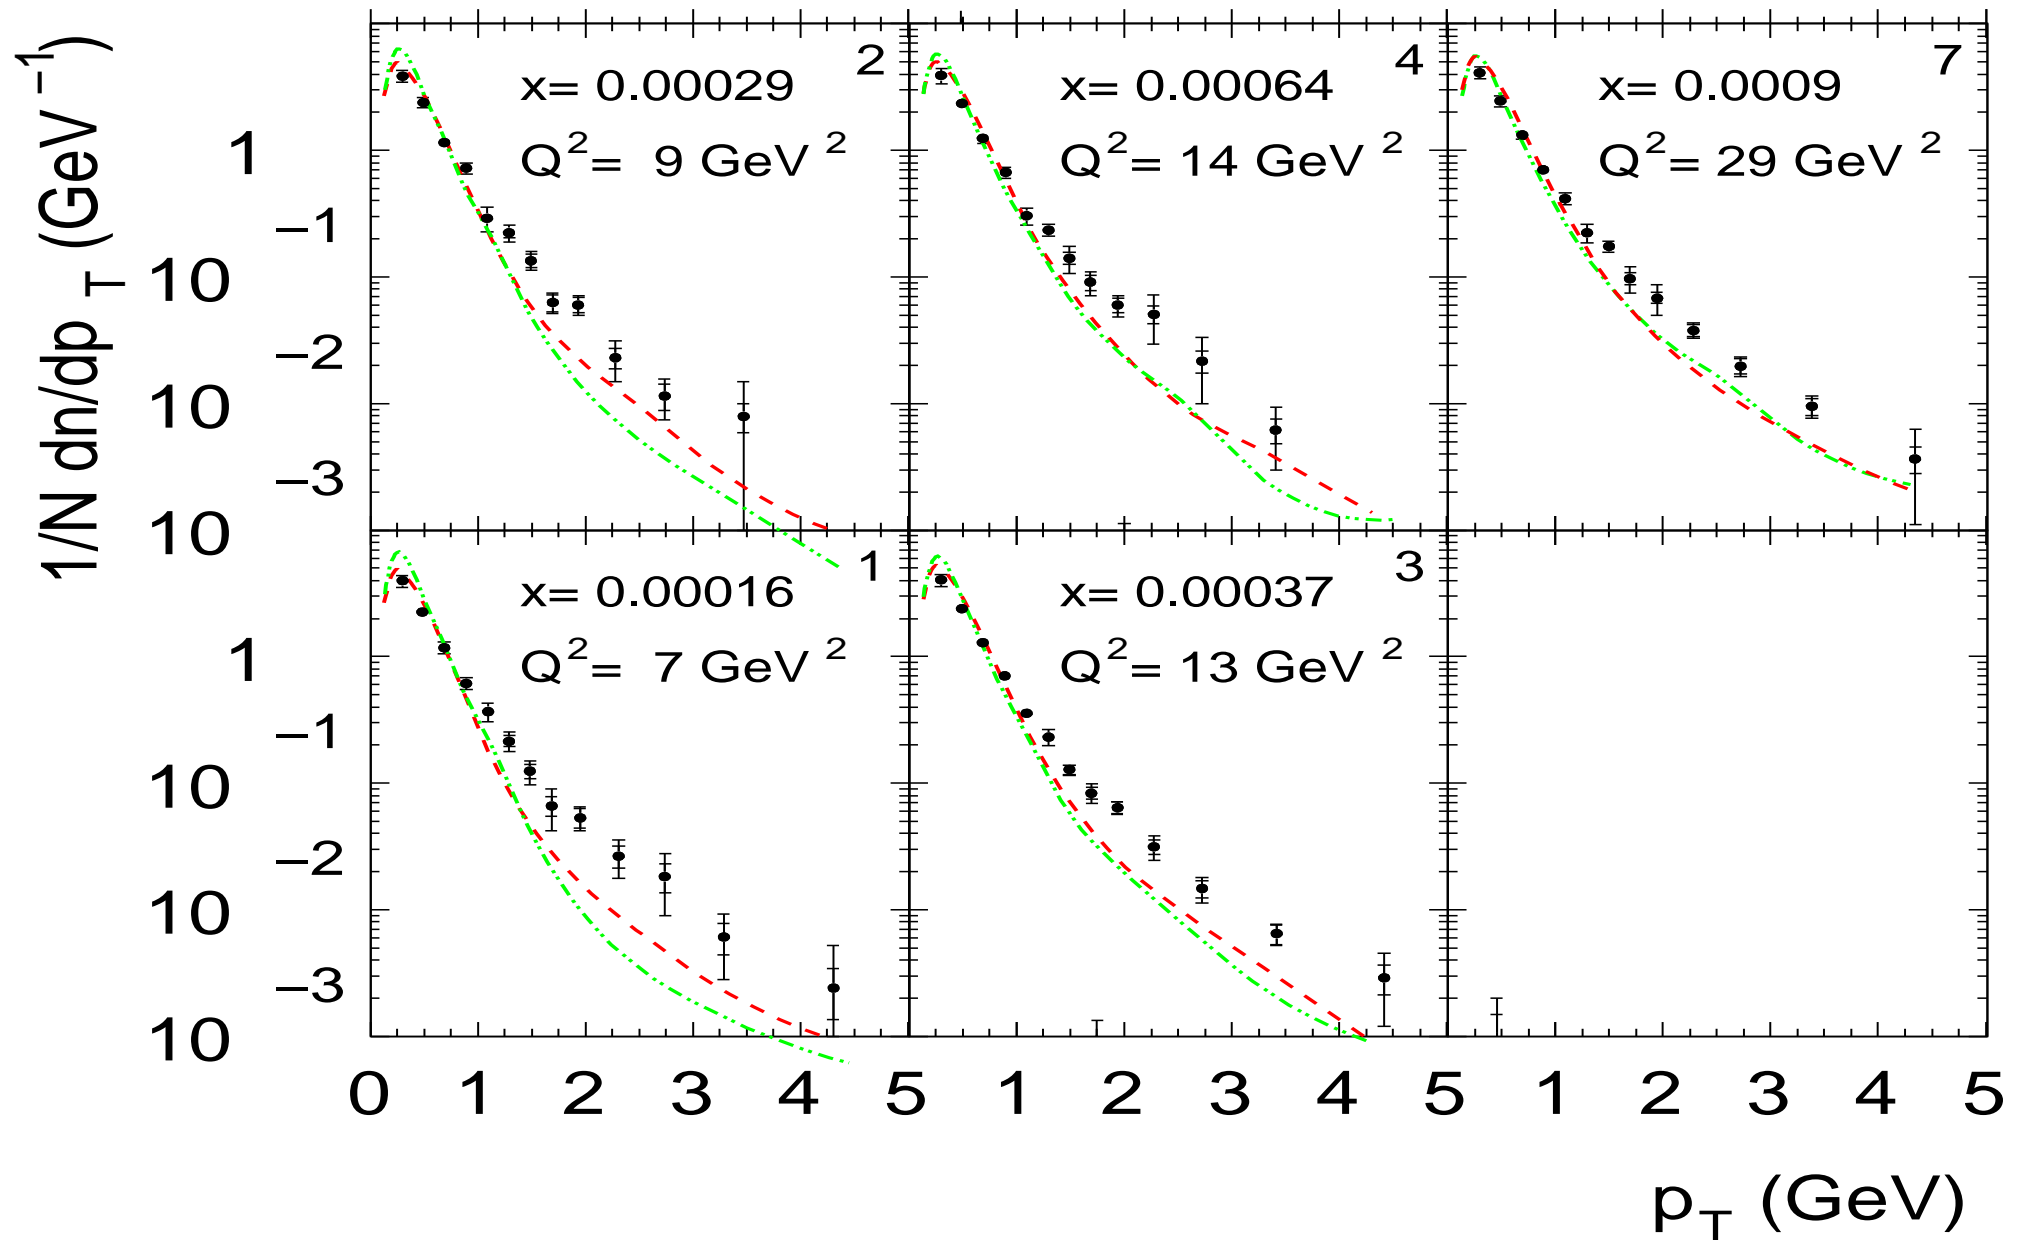 1/N dn/dp T (GeV −1)
2
x= 0.00029
Q2= 9 GeV 2
4
x= 0.00064
Q2= 14 GeV 2
7
x= 0.0009
Q2= 29 GeV 2
1
10 −1
10 −2
10 −3
1
x= 0.00016
Q2= 7 GeV 2
3
x= 0.00037
Q2= 13 GeV 2
1
10 −1
10 −2
10 −3
0 1 2 3 4 5 1 2 3 4 5 1 2 3 4 5
pT (GeV)